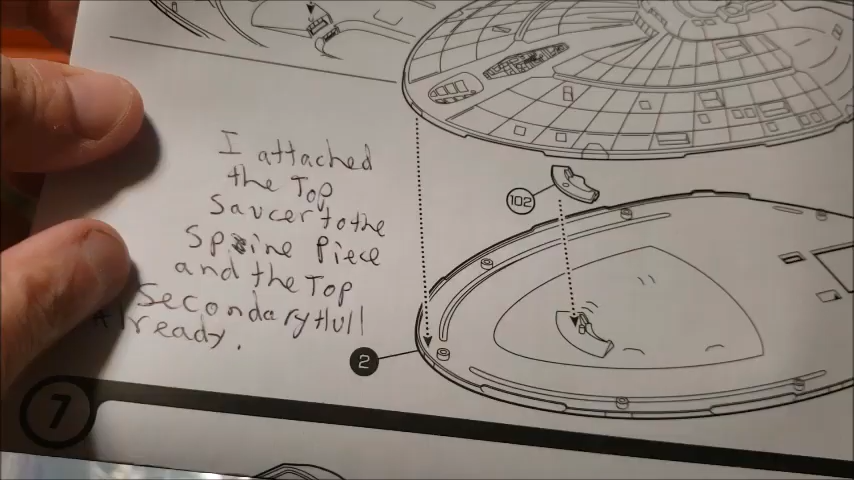 I attached
the Top
Saucer to the
Spine Piece
and the Top
Secondary Hull
Already.
102
2
7